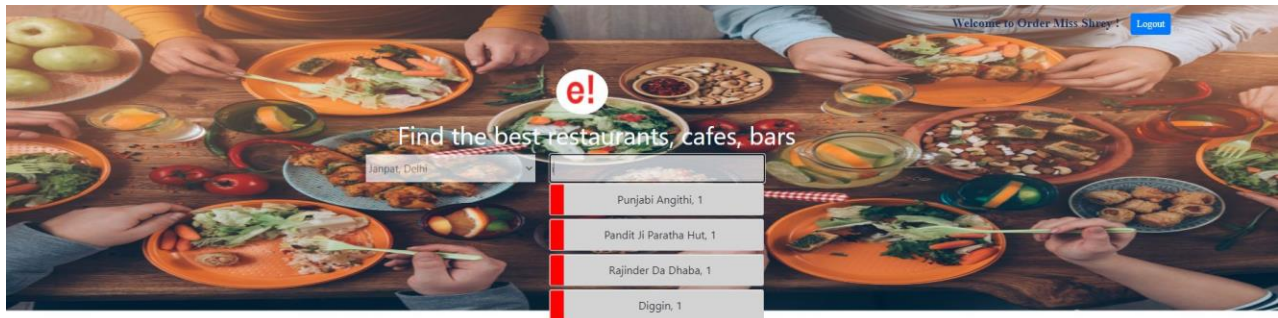 Welcome to Order Miss Shrey !
Logout
e!
Find the best restaurants, cafes, bars
Janpat, Delhi
Punjabi Angithi, 1
Pandit Ji Paratha Hut, 1
Rajinder Da Dhaba, 1
Diggin, 1